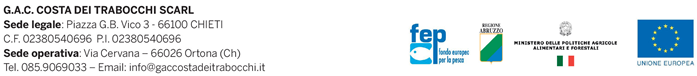 G.A.C. COSTA DEI TRABOCCHI SCARL
Sede legale: Piazza G.B. Vico 3 - 66100 CHIETI
C.F. 02380540696 P.I. 02380540696
Sede operativa: Via Cervana – 66026 Ortona (Ch)
Tel. 085.9069033 – Email: info@gaccostadeitrabocchi.it
fep
fondo europeo
per la pesca
REGIONE
ABRUZZO
MINISTERO DELLE POLITICHE AGRICOLE
ALIMENTARI E FORESTALI
UNIONE EUROPEA